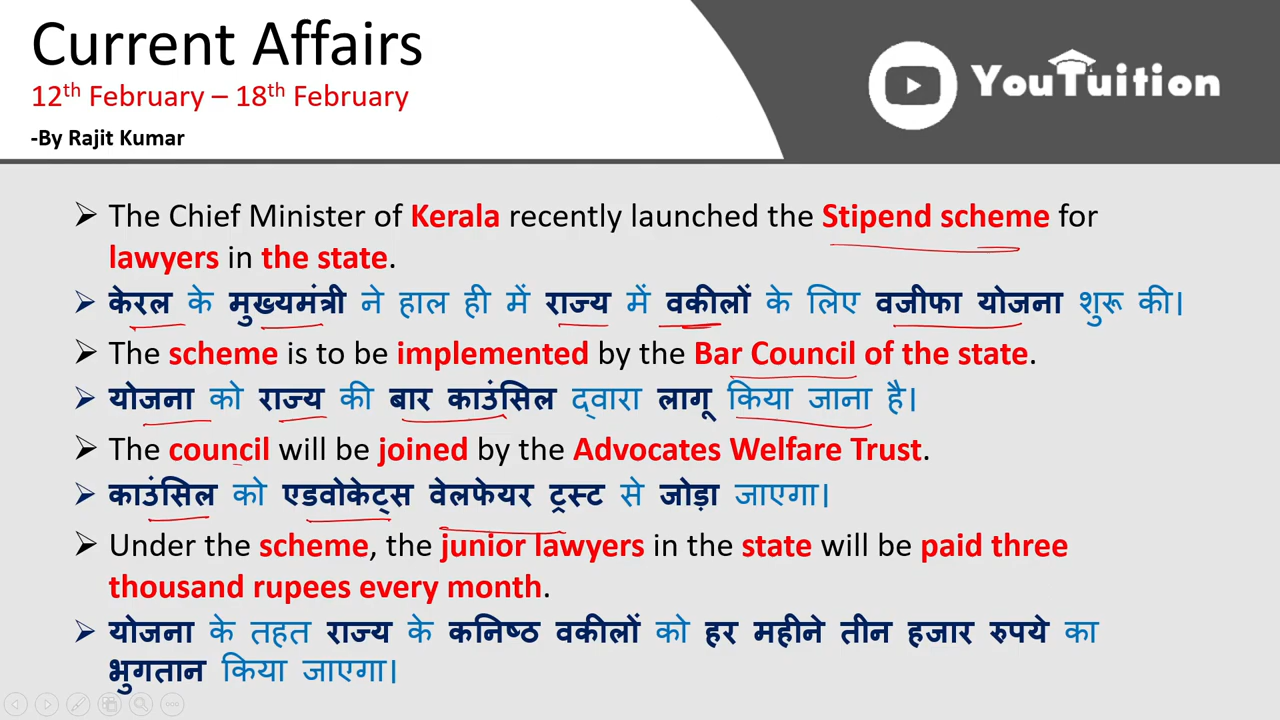 Current Affairs
12th February – 18th February
-By Rajit Kumar
YouTuition
➢ The Chief Minister of Kerala recently launched the Stipend scheme for
lawyers in the state.
➢ केरल के मुख्यमंत्री ने हाल ही में राज्य में वकीलों के लिए वजीफा योजना शुरू की।
➢ The scheme is to be implemented by the Bar Council of the state.
➢ योजना को राज्य की बार काउंसिल द्वारा लागू किया जाना है।
➢ The council will be joined by the Advocates Welfare Trust.
➢ काउंसिल को एडवोकेट्स वेलफेयर ट्रस्ट से जोड़ा जाएगा।
➢ Under the scheme, the junior lawyers in the state will be paid three
thousand rupees every month.
➢ योजना के तहत राज्य के कनिष्ठ वकीलों को हर महीने तीन हजार रुपये का
भुगतान किया जाएगा।